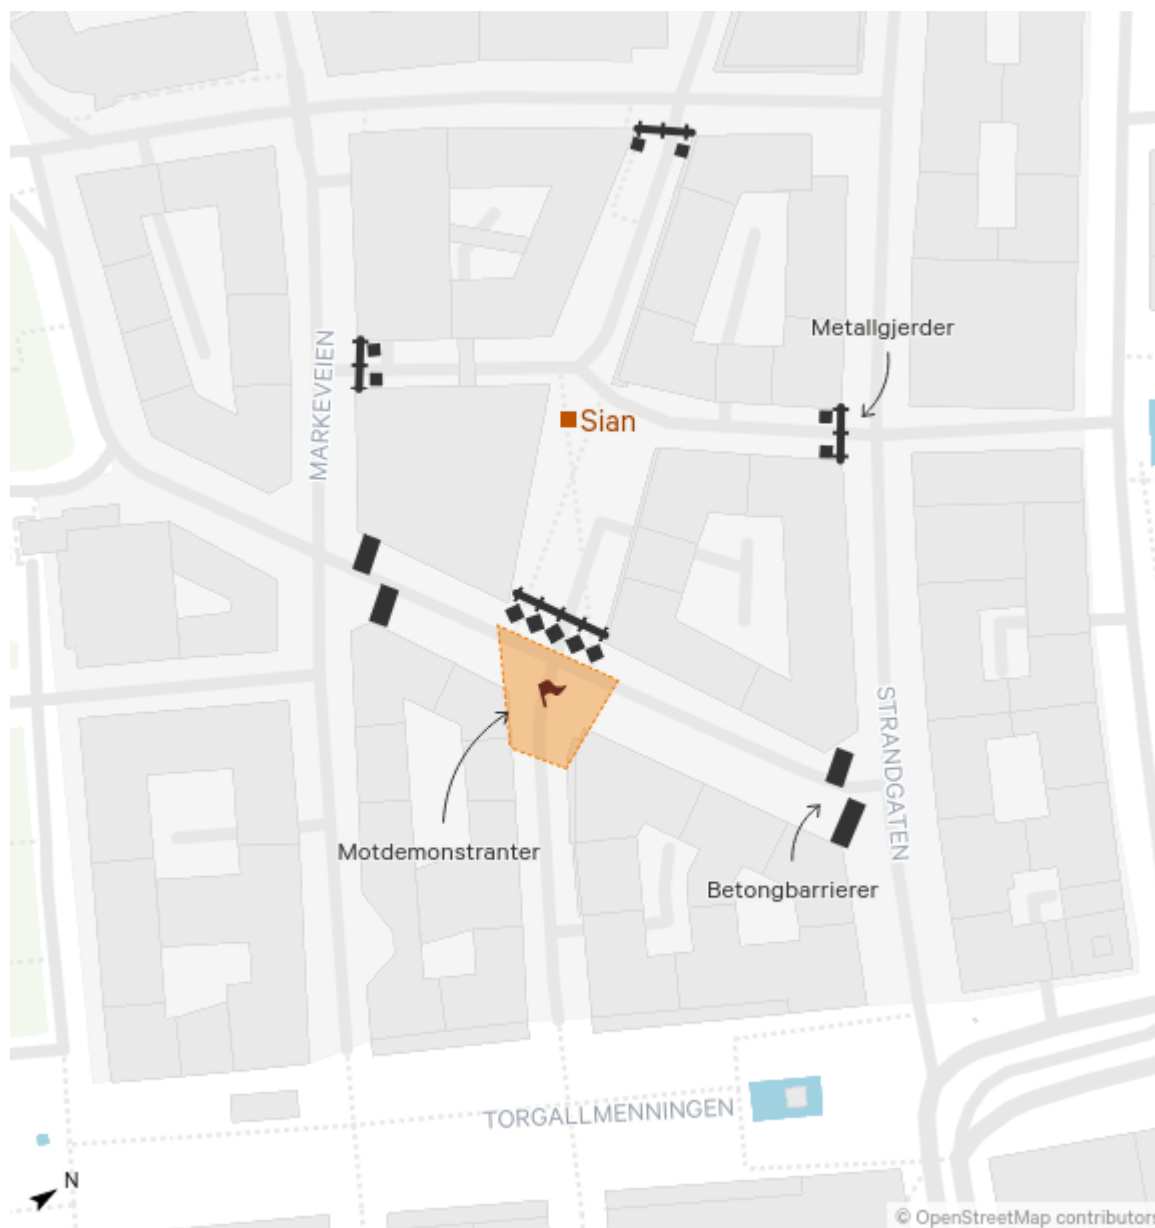 Metallgjerder
MARKEVEIEN
Sian
STRANDGATEN
Motdemonstranter
Betongbarrierer
TORGALLMENNINGEN
N
© OpenStreetMap contributors